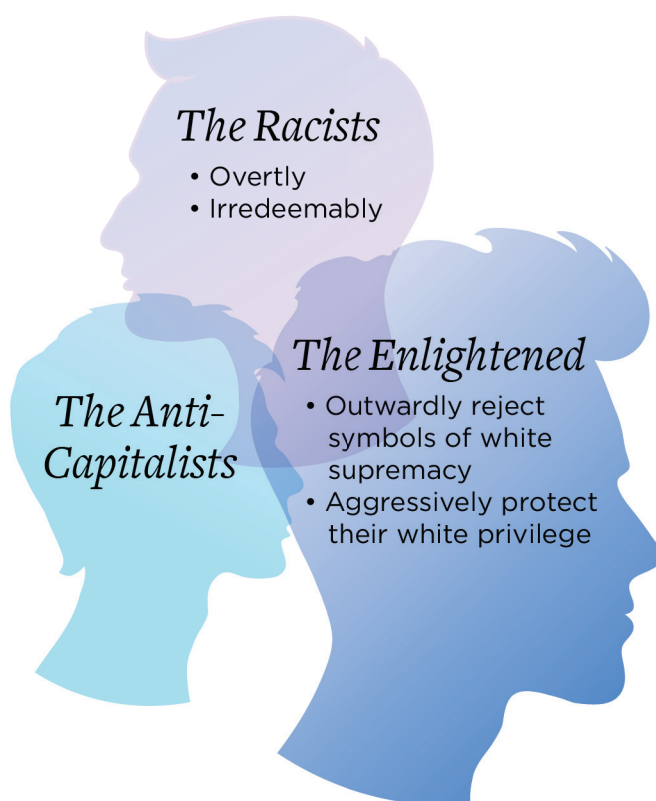 The Racists
• Overtly
• Irredeemably
The Anti-
Capitalists
The Enlightened
• Outwardly reject
symbols of white
supremacy
• Aggressively protect
their white privilege